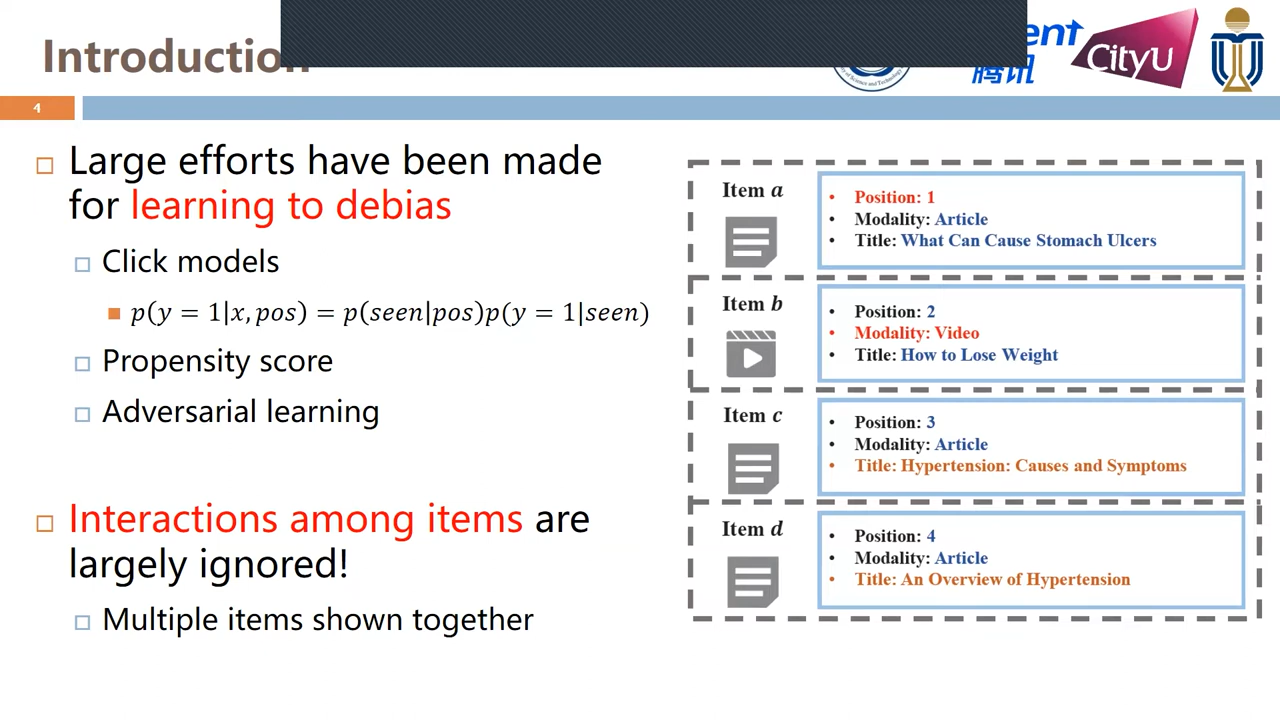 Introduction
CityU
腾讯
4
□ Large efforts have been made
for learning to debias
□ Click models
■ p(y = 1|x, pos) = p(seen|pos)p(y = 1|seen)
□ Propensity score
□ Adversarial learning
□ Interactions among items are
largely ignored!
□ Multiple items shown together
Item a
• Position: 1
• Modality: Article
• Title: What Can Cause Stomach Ulcers
Item b
• Position: 2
• Modality: Video
• Title: How to Lose Weight
Item c
• Position: 3
• Modality: Article
• Title: Hypertension: Causes and Symptoms
Item d
• Position: 4
• Modality: Article
• Title: An Overview of Hypertension